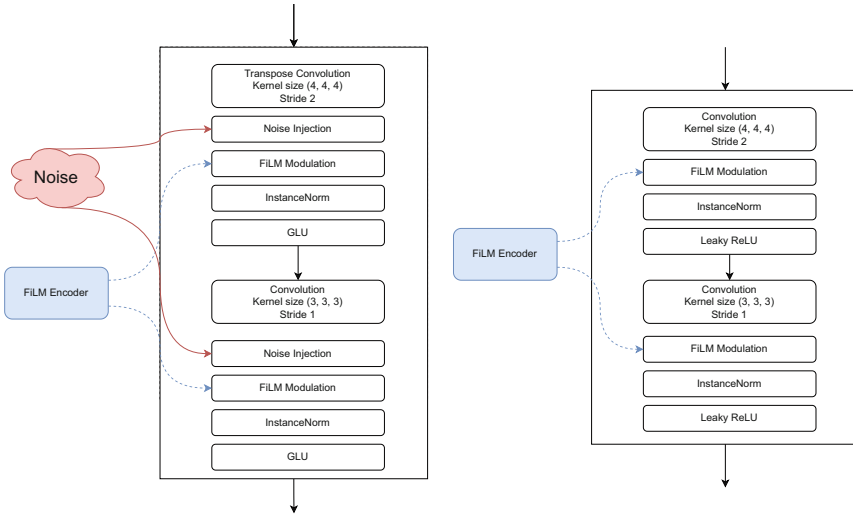 Transpose Convolution
Kernel size (4, 4, 4)
Stride 2
Noise Injection
FiLM Modulation
InstanceNorm
GLU
Convolution
Kernel size (3, 3, 3)
Stride 1
Noise Injection
FiLM Modulation
InstanceNorm
GLU
Noise
FiLM Encoder
Convolution
Kernel size (4, 4, 4)
Stride 2
FiLM Modulation
InstanceNorm
Leaky ReLU
Convolution
Kernel size (3, 3, 3)
Stride 1
FiLM Modulation
InstanceNorm
Leaky ReLU
FiLM Encoder